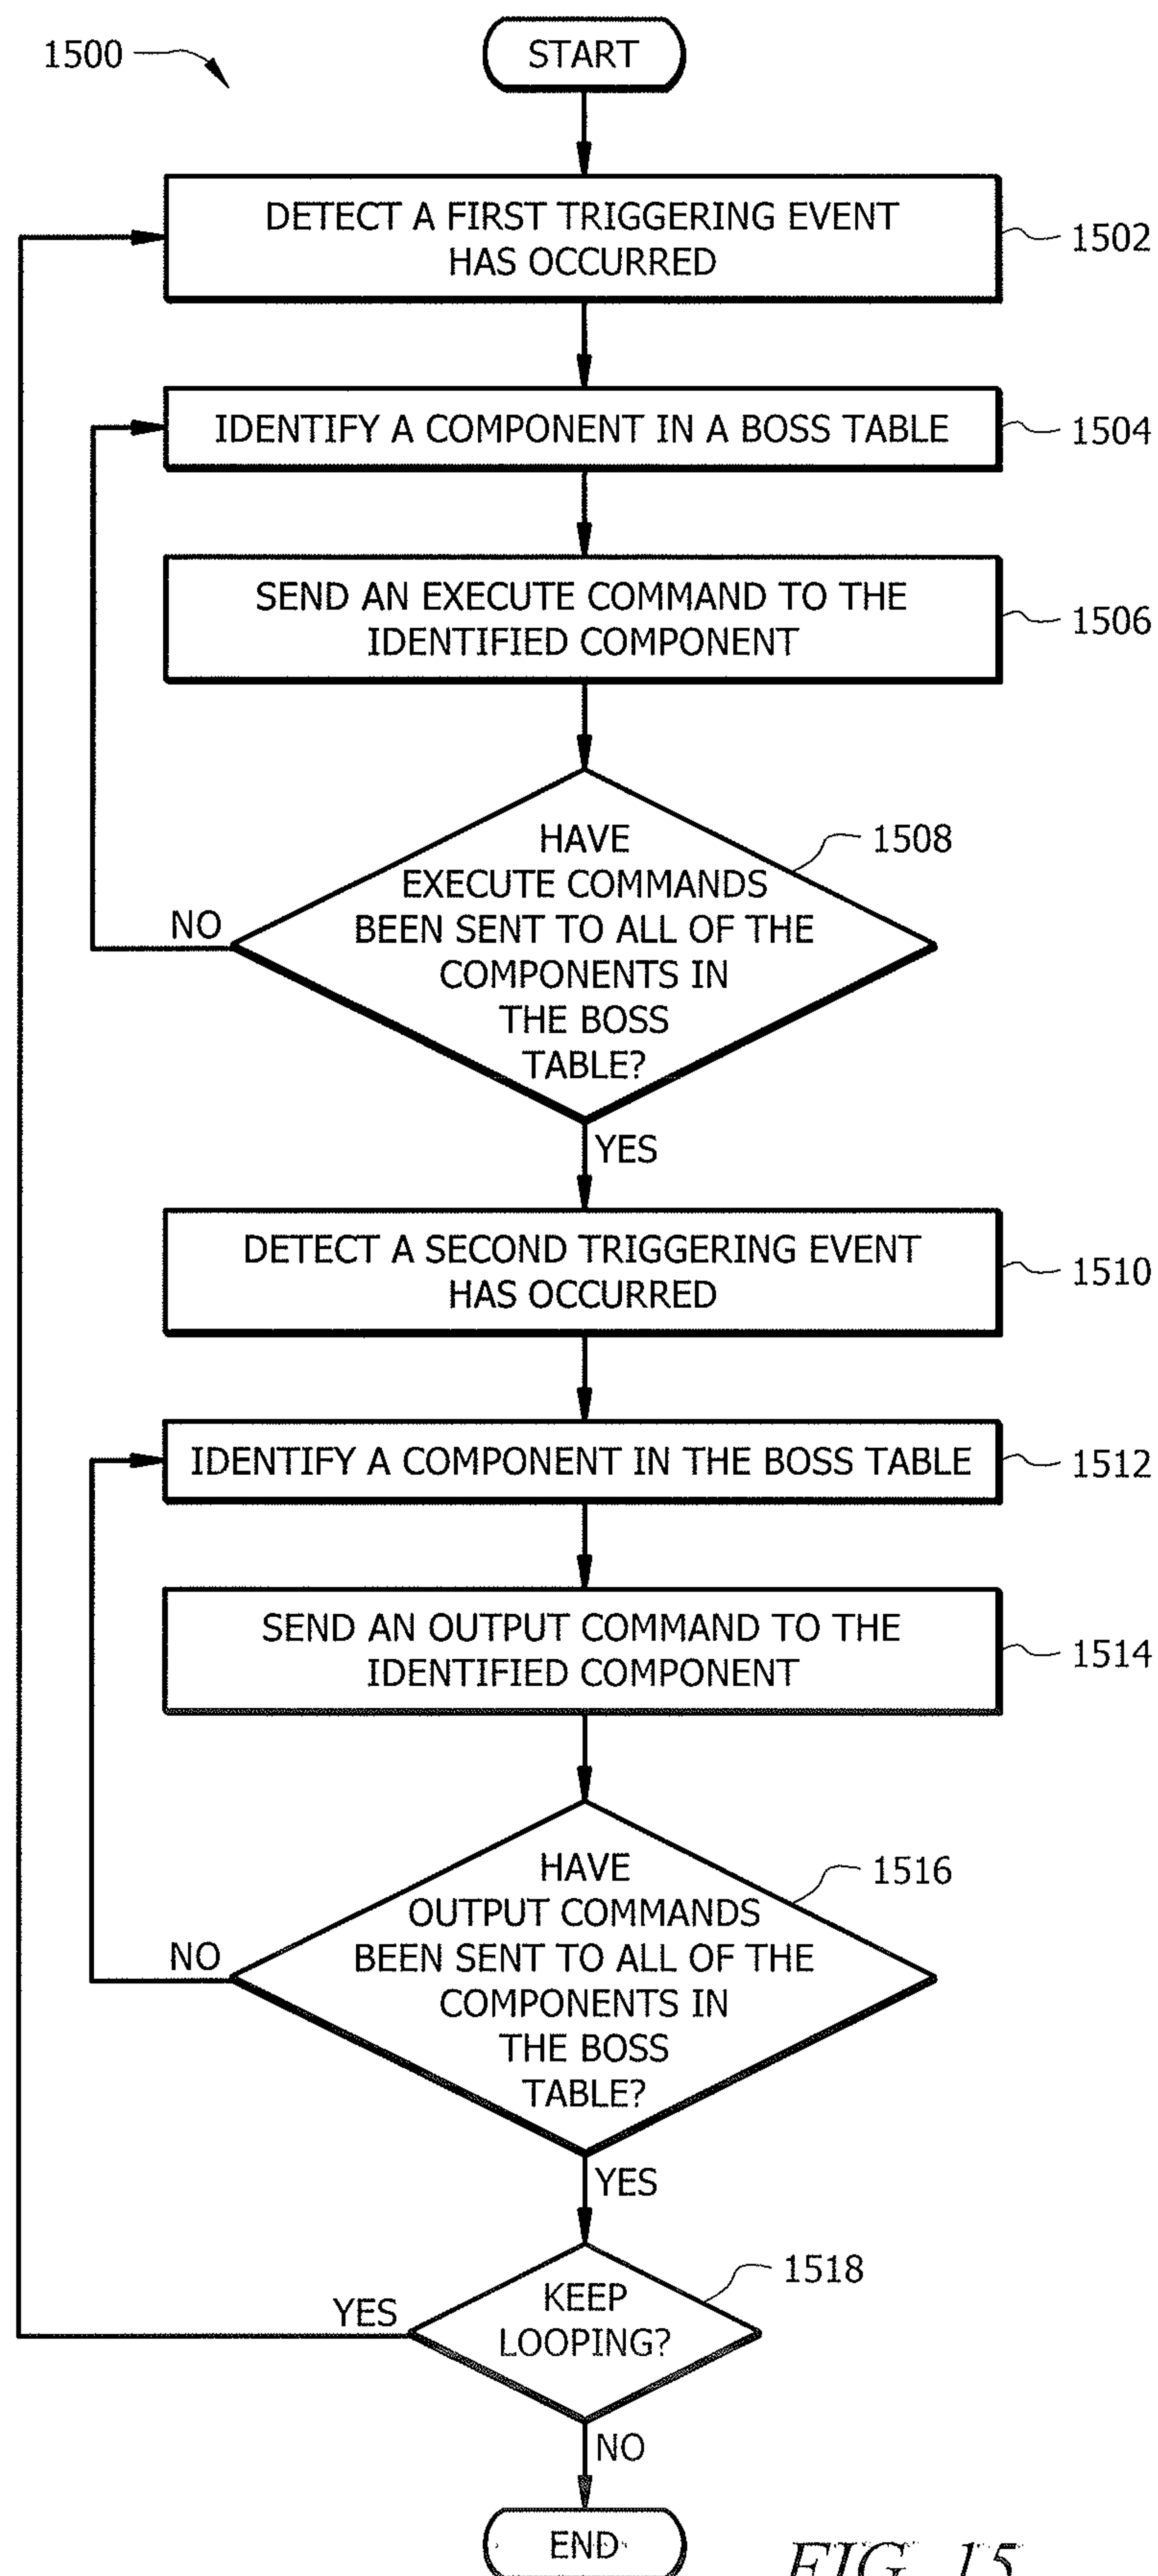 1500
START
DETECT A FIRST TRIGGERING EVENT
HAS OCCURRED
1502
IDENTIFY A COMPONENT IN A BOSS TABLE
1504
SEND AN EXECUTE COMMAND TO THE
IDENTIFIED COMPONENT
1506
HAVE
EXECUTE COMMANDS
BEEN SENT TO ALL OF THE
COMPONENTS IN
THE BOSS
TABLE?
1508
NO
YES
DETECT A SECOND TRIGGERING EVENT
HAS OCCURRED
1510
IDENTIFY A COMPONENT IN THE BOSS TABLE
1512
SEND AN OUTPUT COMMAND TO THE
IDENTIFIED COMPONENT
1514
HAVE
OUTPUT COMMANDS
BEEN SENT TO ALL OF THE
COMPONENTS IN
THE BOSS
TABLE?
1516
NO
YES
KEEP
LOOPING?
1518
YES
NO
END
FIG. 15